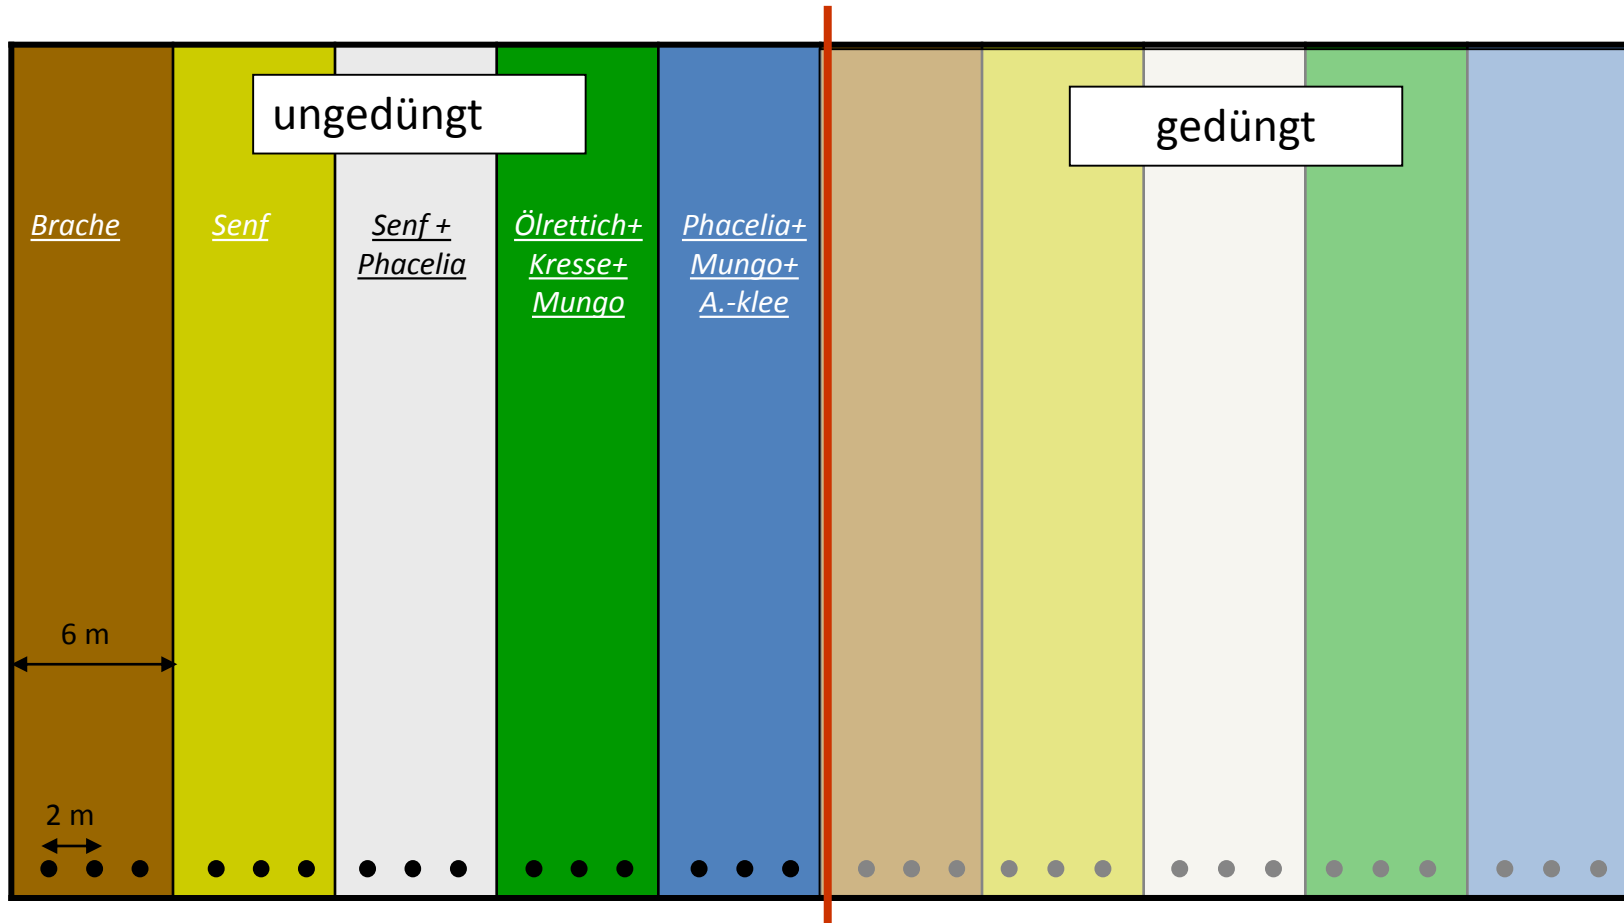 ungedüngt
gedüngt
Brache
Senf
Senf +
Phacelia
Ölrettich+
Kresse+
Mungo
Phacelia+
Mungo+
A.-klee
6 m
2 m